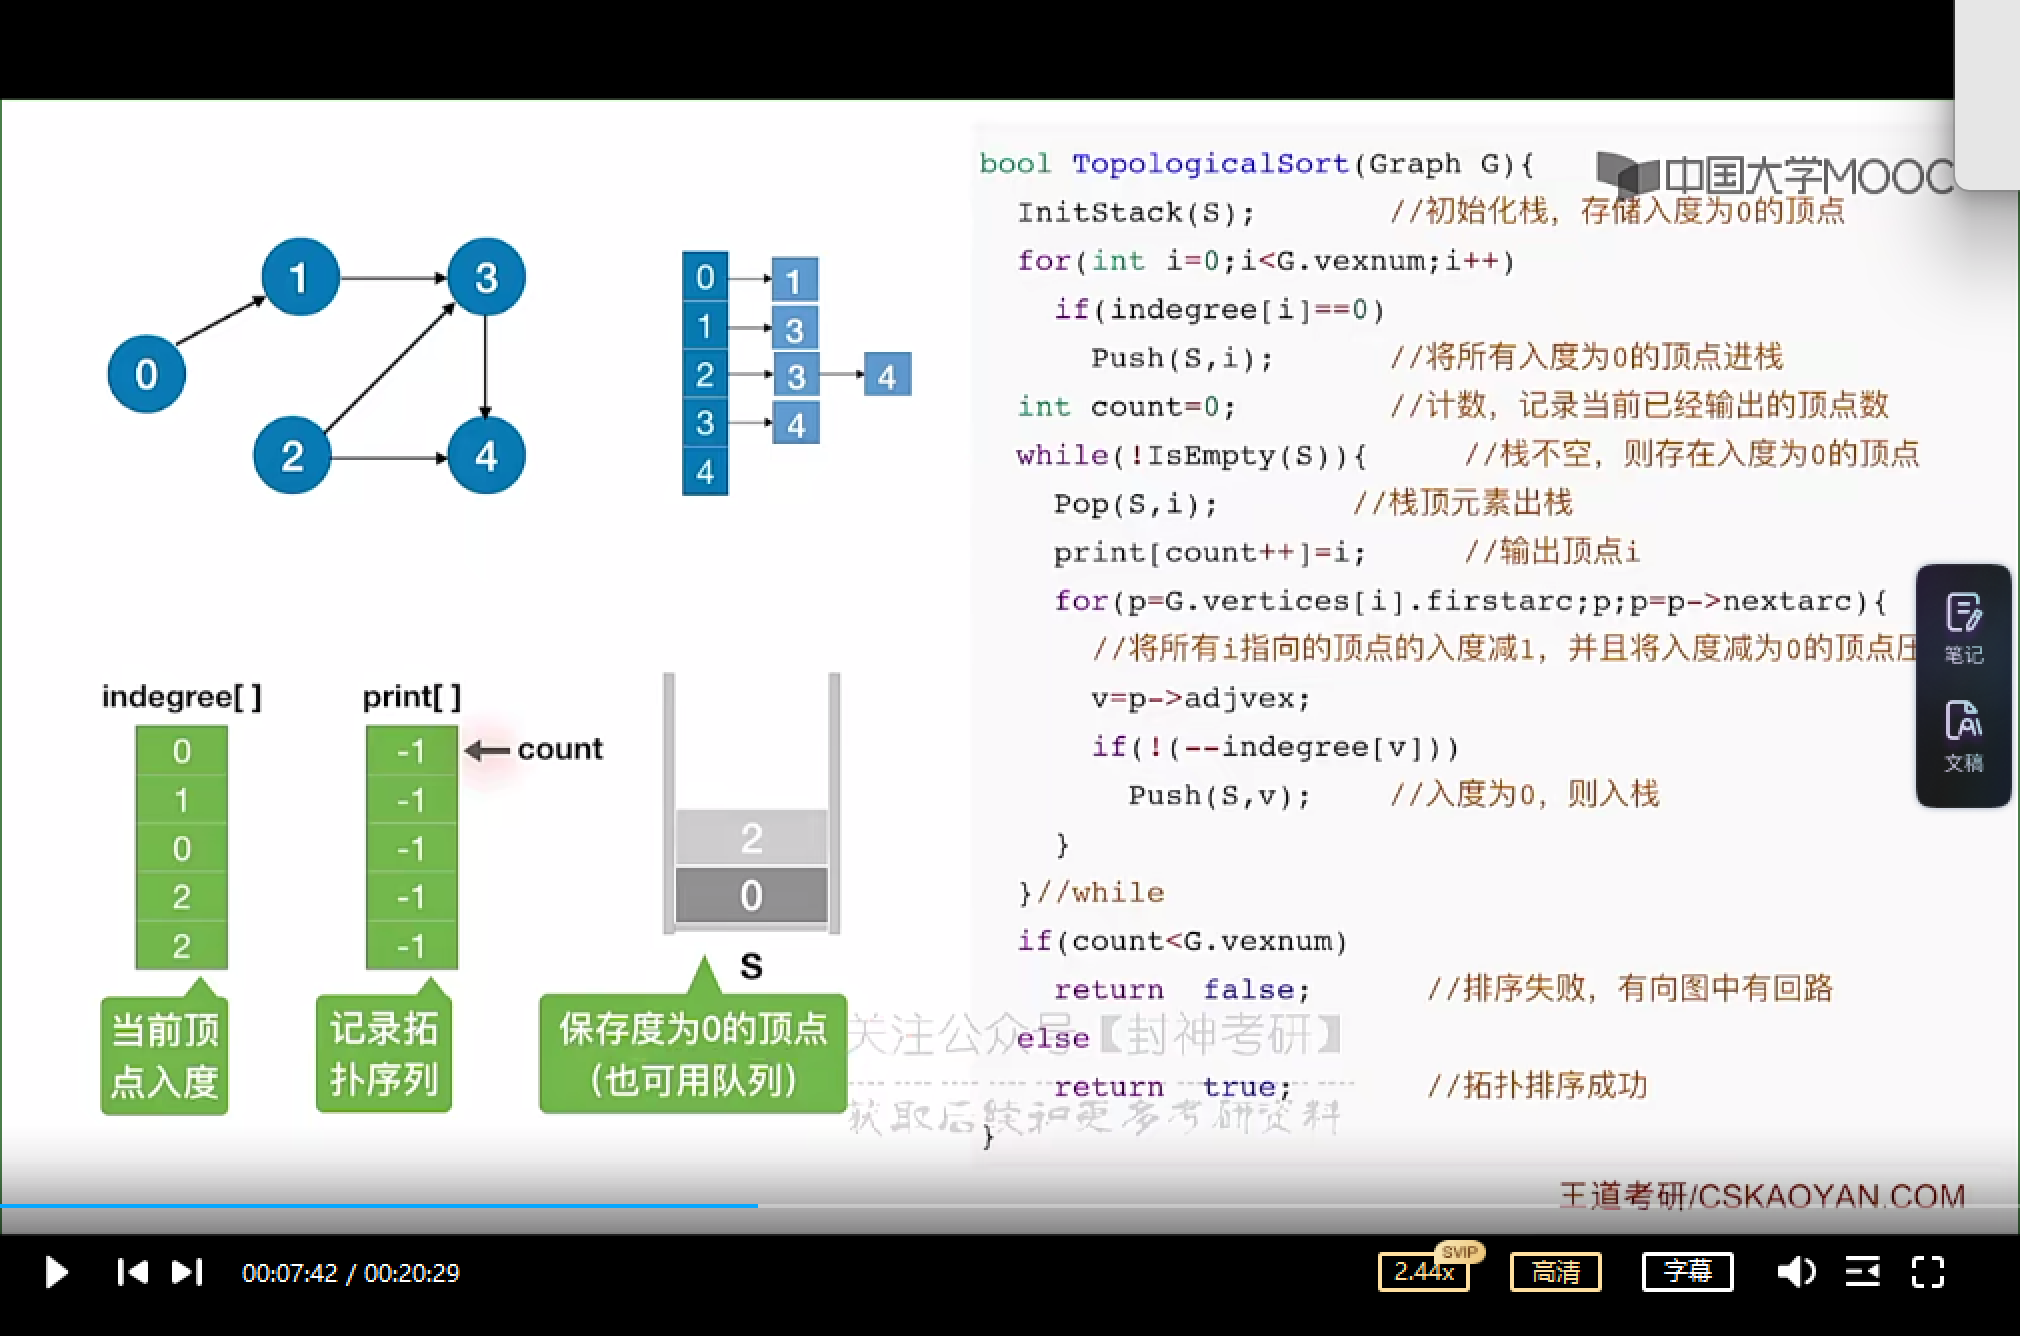 中国大学MOOC
1
3
0
2
4
0 1
1 3
2 3 4
3 4
4
bool TopologicalSort(Graph G){
InitStack(S); //初始化栈，存储入度为0的顶点
for(int i=0;i<G.vexnum;i++)
if(indegree[i]==0)
Push(S,i); //将所有入度为0的顶点进栈
int count=0; //计数，记录当前已经输出的顶点数
while(!IsEmpty(S)){ //栈不空，则存在入度为0的顶点
Pop(S,i); //栈顶元素出栈
print[count++]=i; //输出顶点i
for(p=G.vertices[i].firstarc;p;p=p->nextarc){
//将所有i指向的顶点的入度减1，并且将入度减为0的顶点压
v=p->adjvex;
if(!(--indegree[v]))
Push(S,v); //入度为0，则入栈
}
}//while
if(count<G.vexnum)
return false; //排序失败，有向图中有回路
else
return true; //拓扑排序成功
}
indegree[ ]
0
1
0
2
2
当前顶
点入度
print[ ]
-1
-1
-1
-1
-1
count
记录拓
扑序列
2
0
S
保存度为0的顶点
（也可用队列）
关注公众号【封神考研】
获取后续和更多考研资料
王道考研/CSKAOYAN.COM
笔记
文稿
00:07:42 / 00:20:29
2.44x
SVIP
高清
字幕